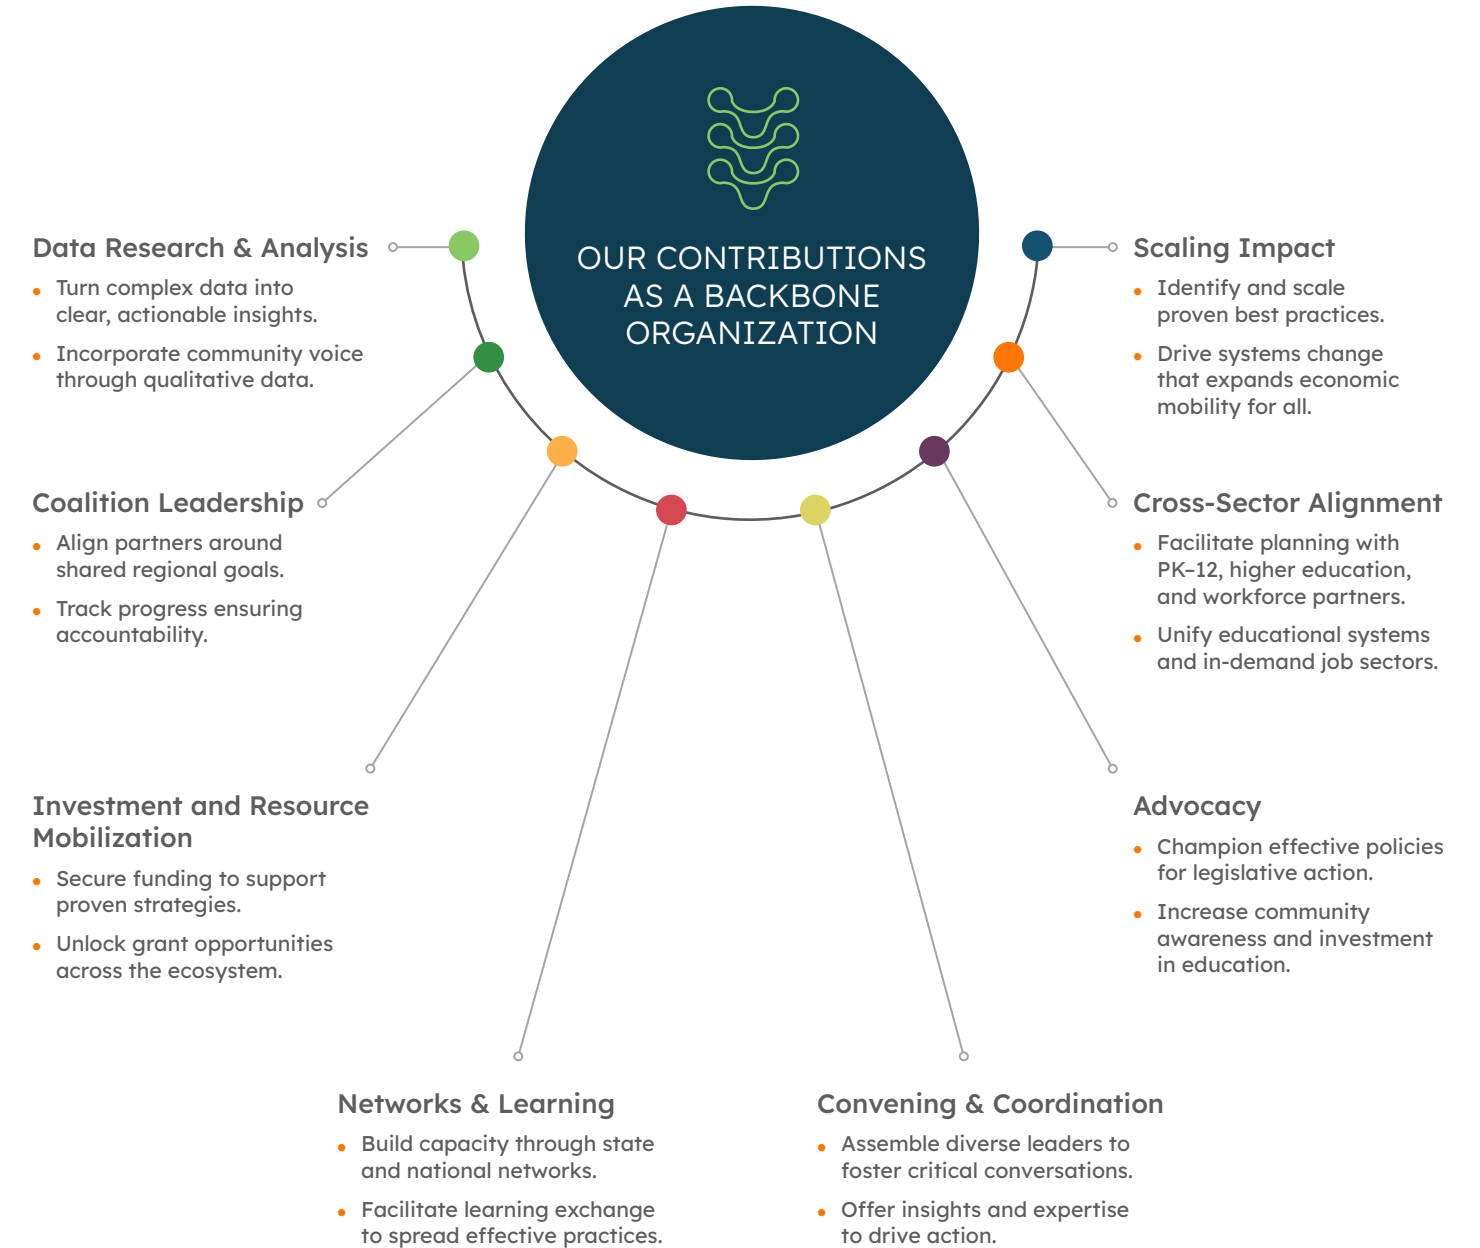 OUR CONTRIBUTIONS
AS A BACKBONE
ORGANIZATION
Data Research & Analysis
• Turn complex data into
clear, actionable insights.
• Incorporate community voice
through qualitative data.
Coalition Leadership
• Align partners around
shared regional goals.
• Track progress ensuring
accountability.
Investment and Resource
Mobilization
• Secure funding to support
proven strategies.
• Unlock grant opportunities
across the ecosystem.
Networks & Learning
• Build capacity through state
and national networks.
• Facilitate learning exchange
to spread effective practices.
Convening & Coordination
• Assemble diverse leaders to
foster critical conversations.
• Offer insights and expertise
to drive action.
Advocacy
• Champion effective policies
for legislative action.
• Increase community
awareness and investment
in education.
Cross-Sector Alignment
• Facilitate planning with
PK–12, higher education,
and workforce partners.
• Unify educational systems
and in-demand job sectors.
Scaling Impact
• Identify and scale
proven best practices.
• Drive systems change
that expands economic
mobility for all.